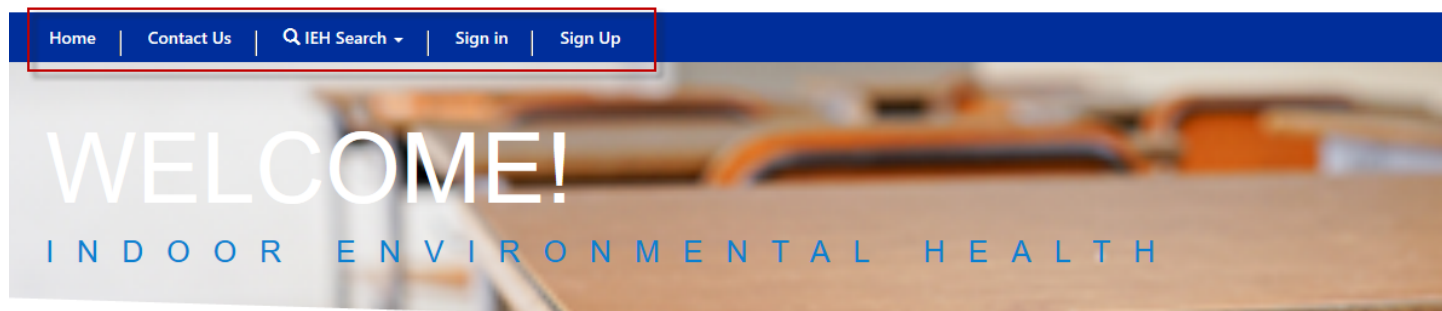 Home | Contact Us | IEH Search | Sign in | Sign Up
WELCOME!
INDOOR ENVIRONMENTAL HEALTH